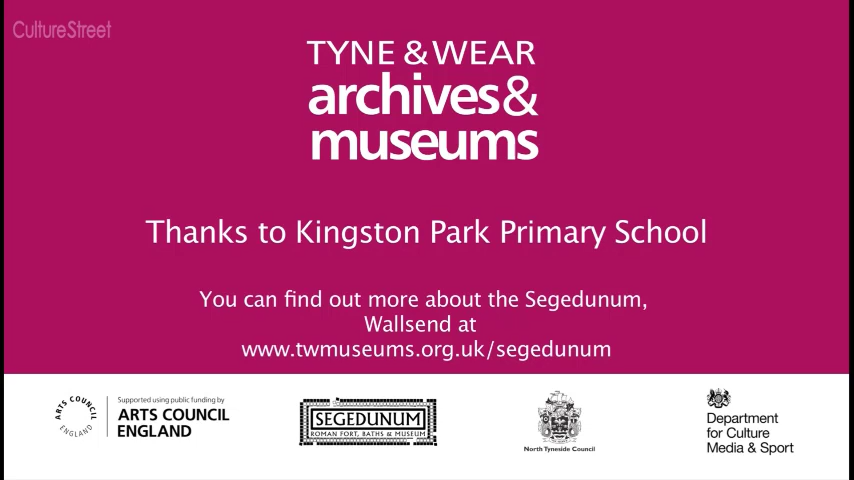 CultureStreet
TYNE & WEAR
archives&
museums
Thanks to Kingston Park Primary School
You can find out more about the Segedunum,
Wallsend at
www.twmuseums.org.uk/segedunum
ARTS COUNCIL
ENGLAND
Supported using public funding by
ARTS COUNCIL
ENGLAND
SEGEDUNUM
ROMAN FORT, BATHS & MUSEUM
North Tyneside Council
Department
for Culture
Media & Sport